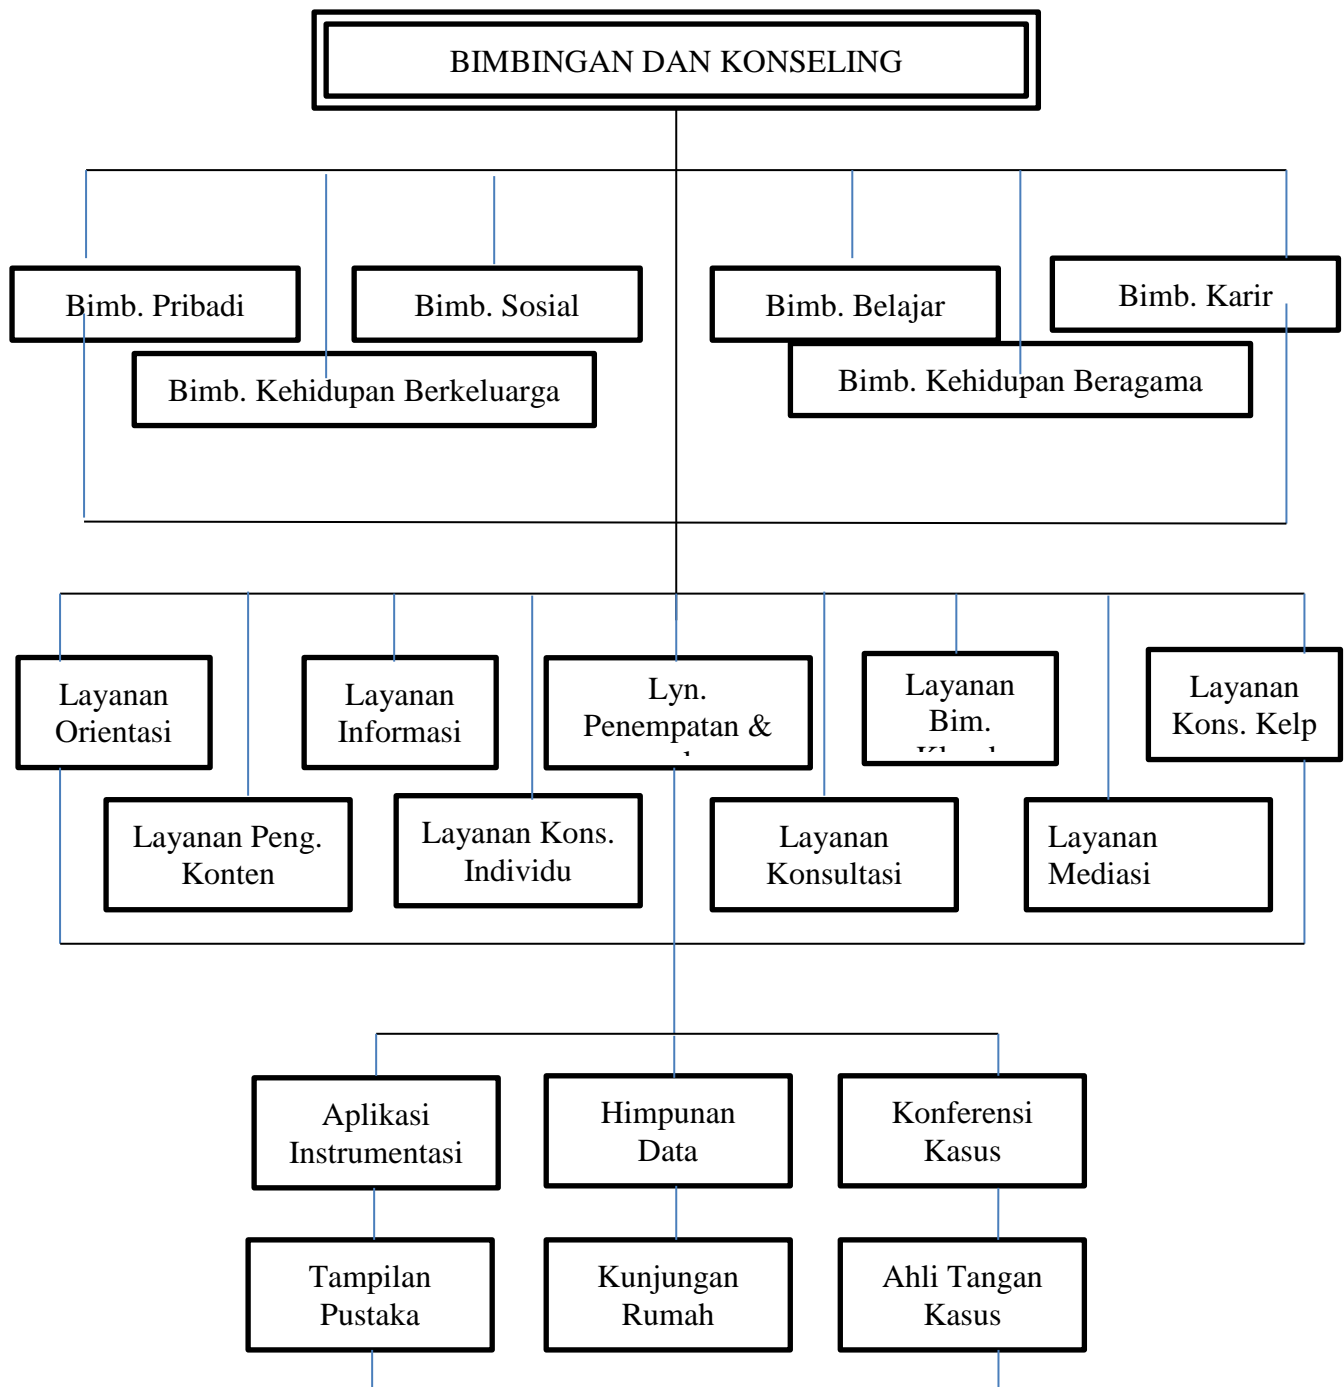 BIMBINGAN DAN KONSELING
Bimb. Pribadi
Bimb. Sosial
Bimb. Belajar
Bimb. Karir
Bimb. Kehidupan Berkeluarga
Bimb. Kehidupan Beragama
Layanan
Orientasi
Layanan
Informasi
Lyn.
Penempatan &
Layanan
Bim.
Layanan
Kons. Kelp
Layanan Peng.
Konten
Layanan Kons.
Individu
Layanan
Konsultasi
Layanan
Mediasi
Aplikasi
Instrumentasi
Himpunan
Data
Konferensi
Kasus
Tampilan
Pustaka
Kunjungan
Rumah
Ahli Tangan
Kasus